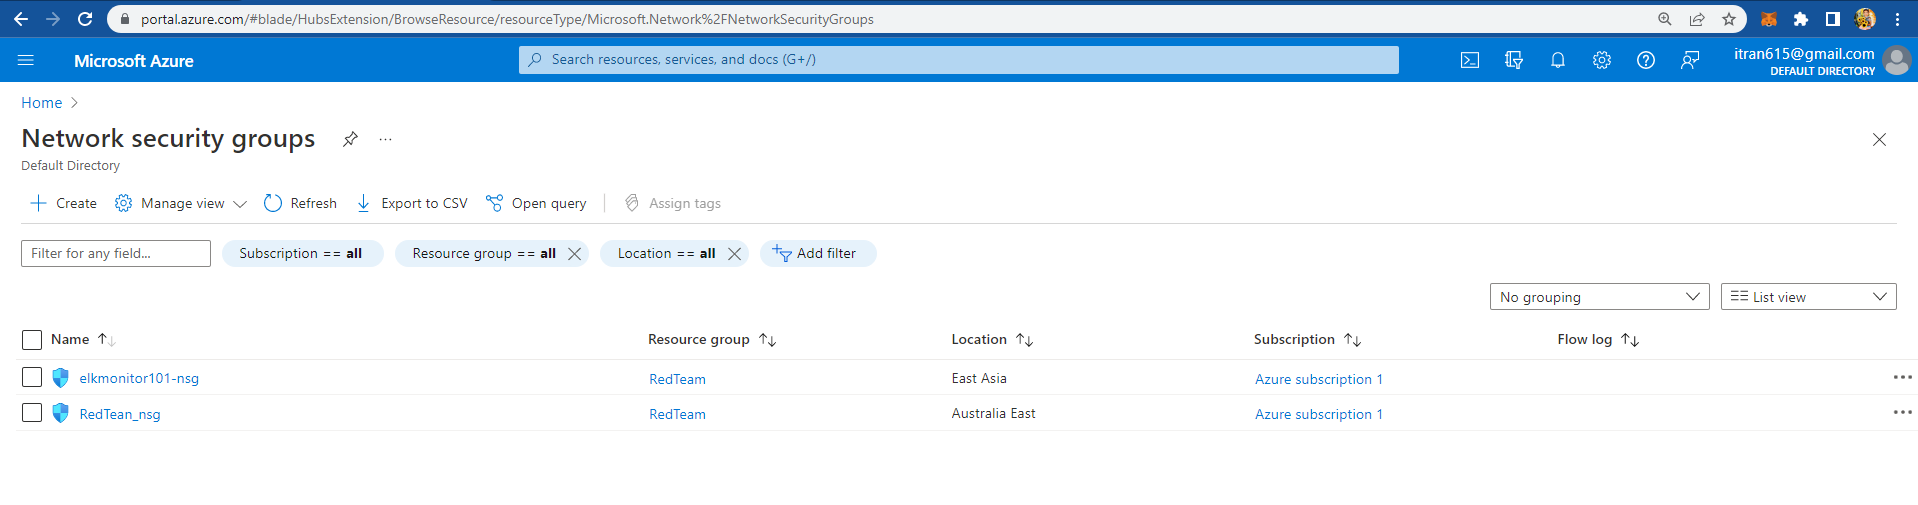 portal.azure.com/#blade/HubsExtension/BrowseResource/resourceType/Microsoft.Network%2FNetworkSecurityGroups
Microsoft Azure
Search resources, services, and docs (G+/)
itran615@gmail.com
DEFAULT DIRECTORY
Home
Network security groups
Default Directory
Create Manage view Refresh Export to CSV Open query Assign tags
Filter for any field... Subscription == all Resource group == all Location == all Add filter
No grouping List view
Name Resource group Location Subscription Flow log
elkmonitor101-nsg RedTeam East Asia Azure subscription 1
RedTean_nsg RedTeam Australia East Azure subscription 1